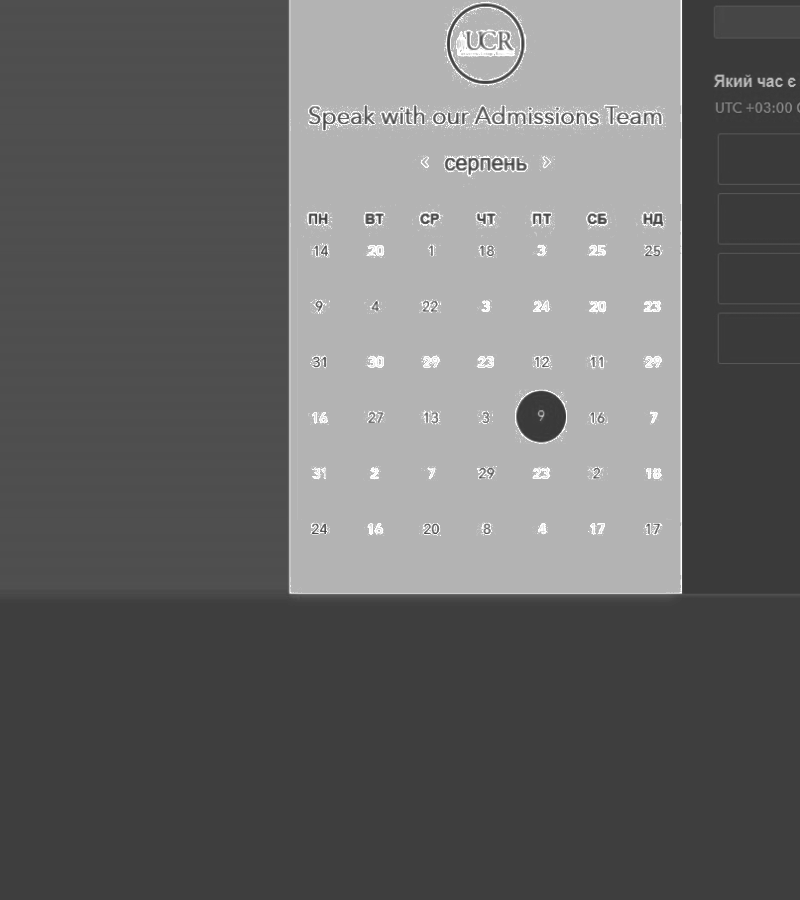 UCR
Speak with our Admissions Team
‹ серпень ›
ПН ВТ СР ЧТ ПТ СБ НД
14 20 1 18 3 25 25
9 4 22 3 24 20 23
31 30 29 23 12 11 29
16 27 13 3 9 16 7
31 2 7 29 23 2 18
24 16 20 8 4 17 17
Який час є
UTC +03:00